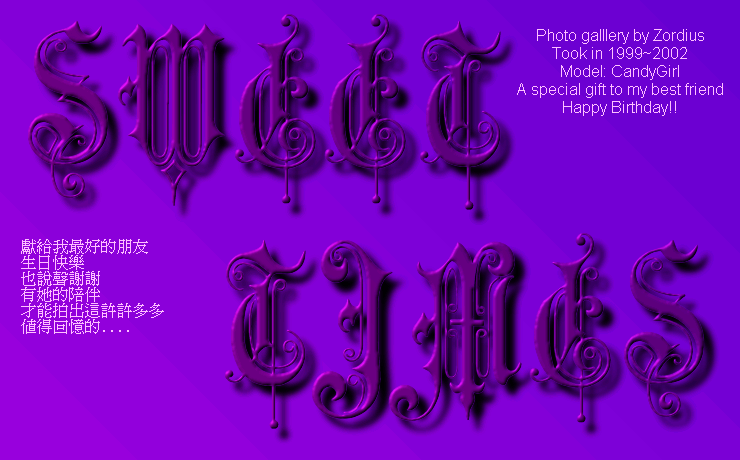 SWEET
Photo galllery by Zordius
Took in 1999~2002
Model: CandyGirl
A special gift to my best friend
Happy Birthday!!
獻給我最好的朋友
生日快樂
也說聲謝謝
有她的陪伴
才能拍出這許許多多
值得回憶的....
TIMES